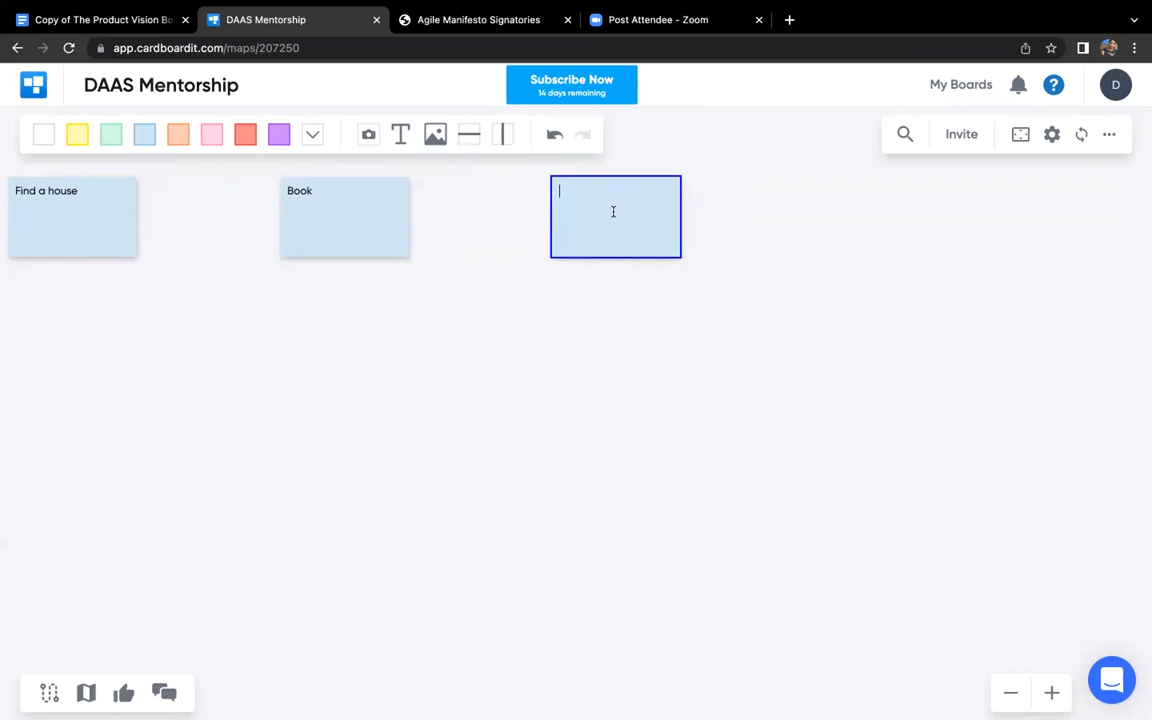 Copy of The Product Vision Bo
DAAS Mentorship
Agile Manifesto Signatories
Post Attendee - Zoom
app.cardboardit.com/maps/207250
DAAS Mentorship
Subscribe Now
14 days remaining
My Boards
?
D
T
Invite
Find a house
Book